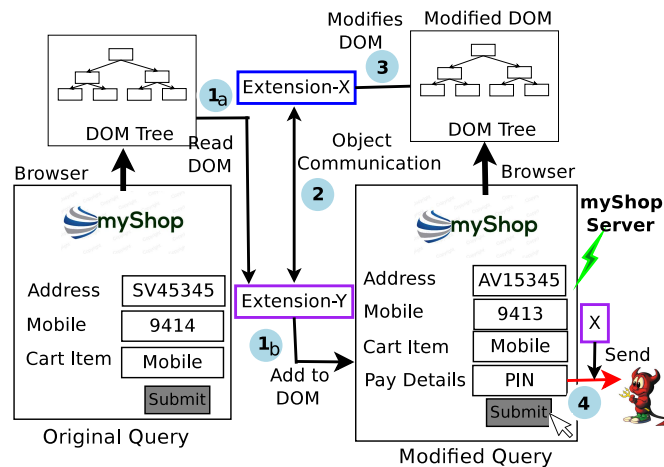 Modifies
DOM
Modified DOM
3
1a
Extension-X
DOM Tree
DOM Tree
Read
DOM
Object
Communication
Browser
Browser
2
myShop
myShop
myShop
Server
Address
SV45345
Mobile
9414
Cart Item
Mobile
Submit
Original Query
Extension-Y
1b
Add to
DOM
Address
AV15345
Mobile
9413
Cart Item
Mobile
Pay Details
PIN
Submit
Modified Query
X
Send
4